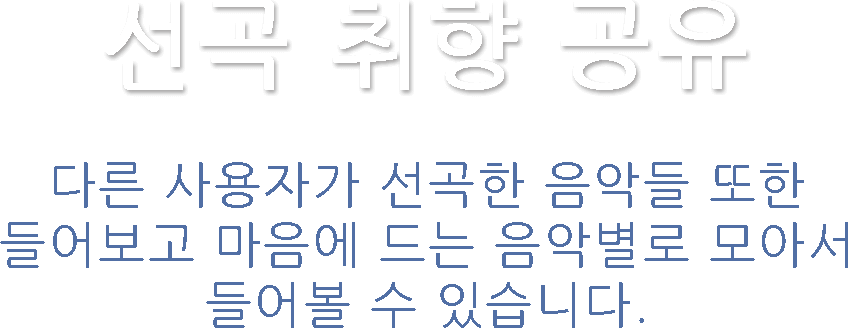 선곡 취향 공유
다른 사용자가 선곡한 음악들 또한
들어보고 마음에 드는 음악별로 모아서
들어볼 수 있습니다.